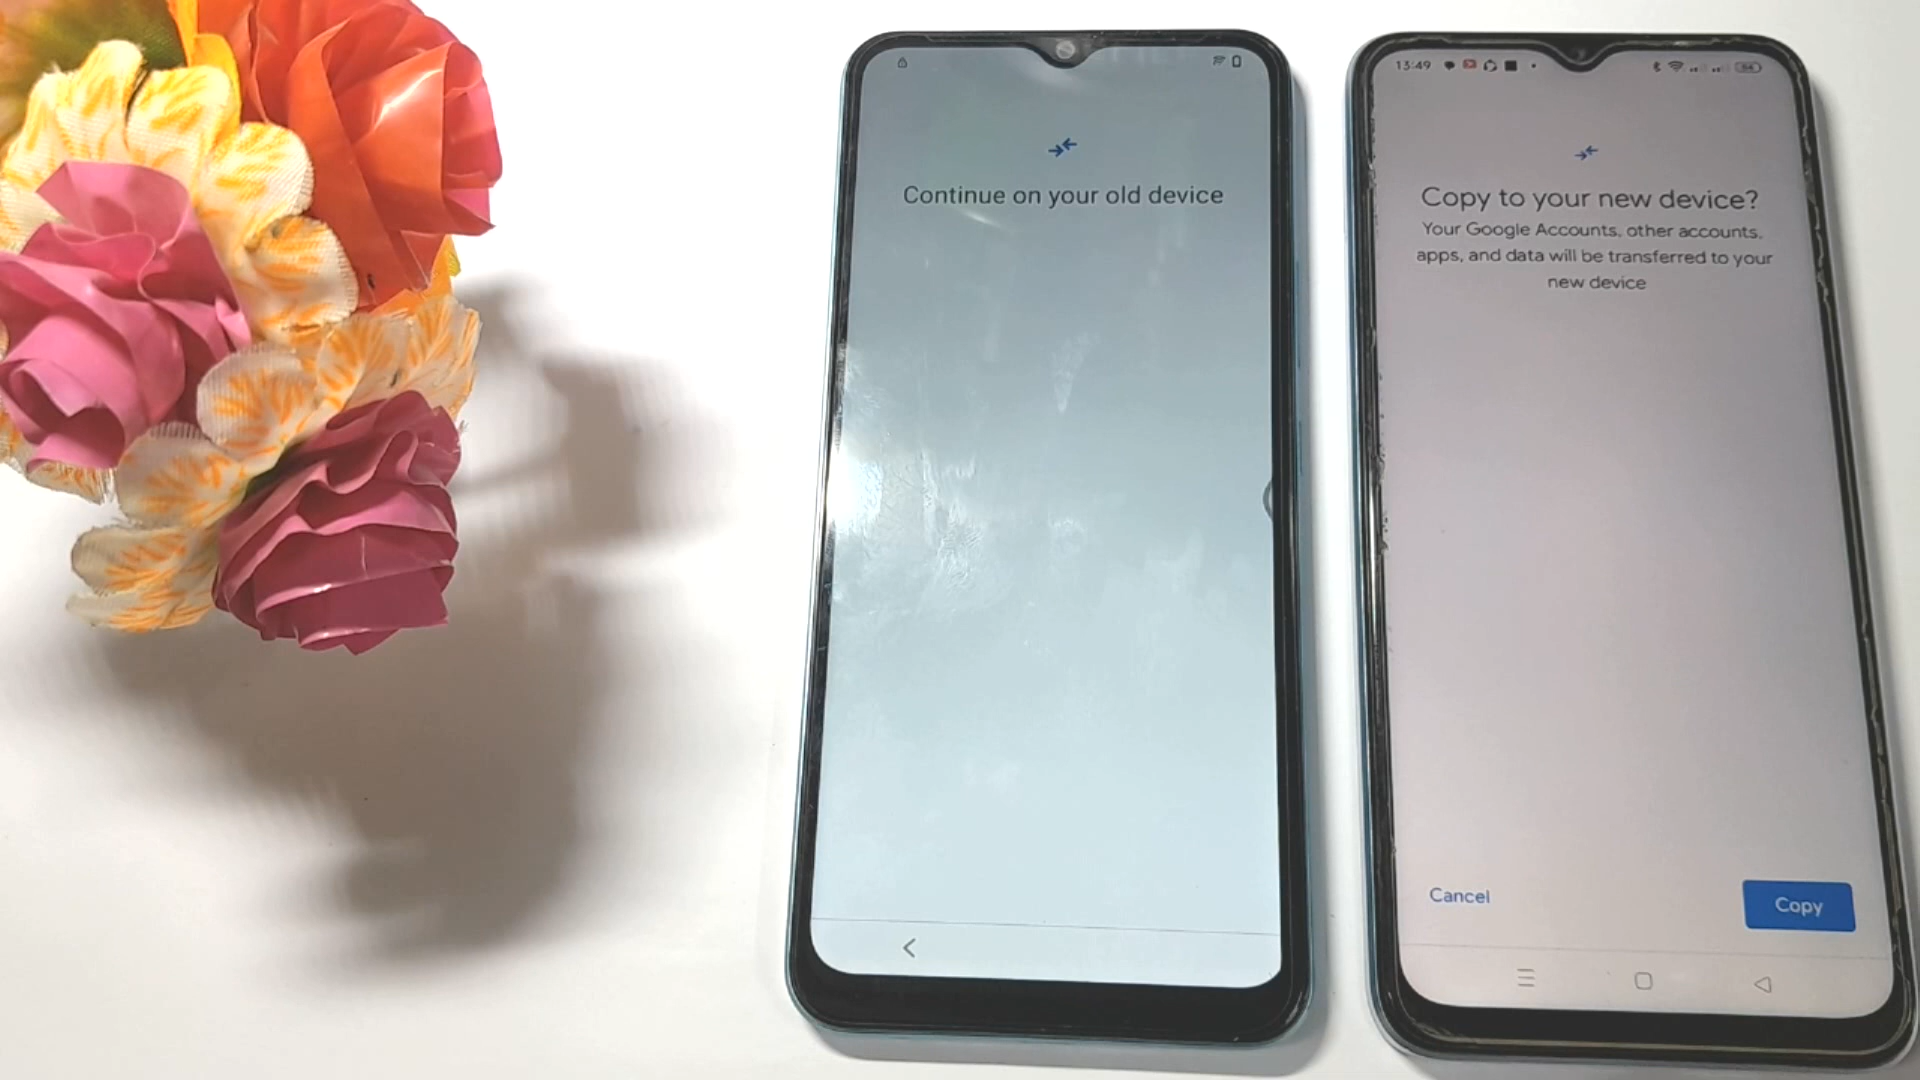 Continue on your old device
13:49
Copy to your new device?
Your Google Accounts, other accounts,
apps, and data will be transferred to your
new device
Cancel
Copy